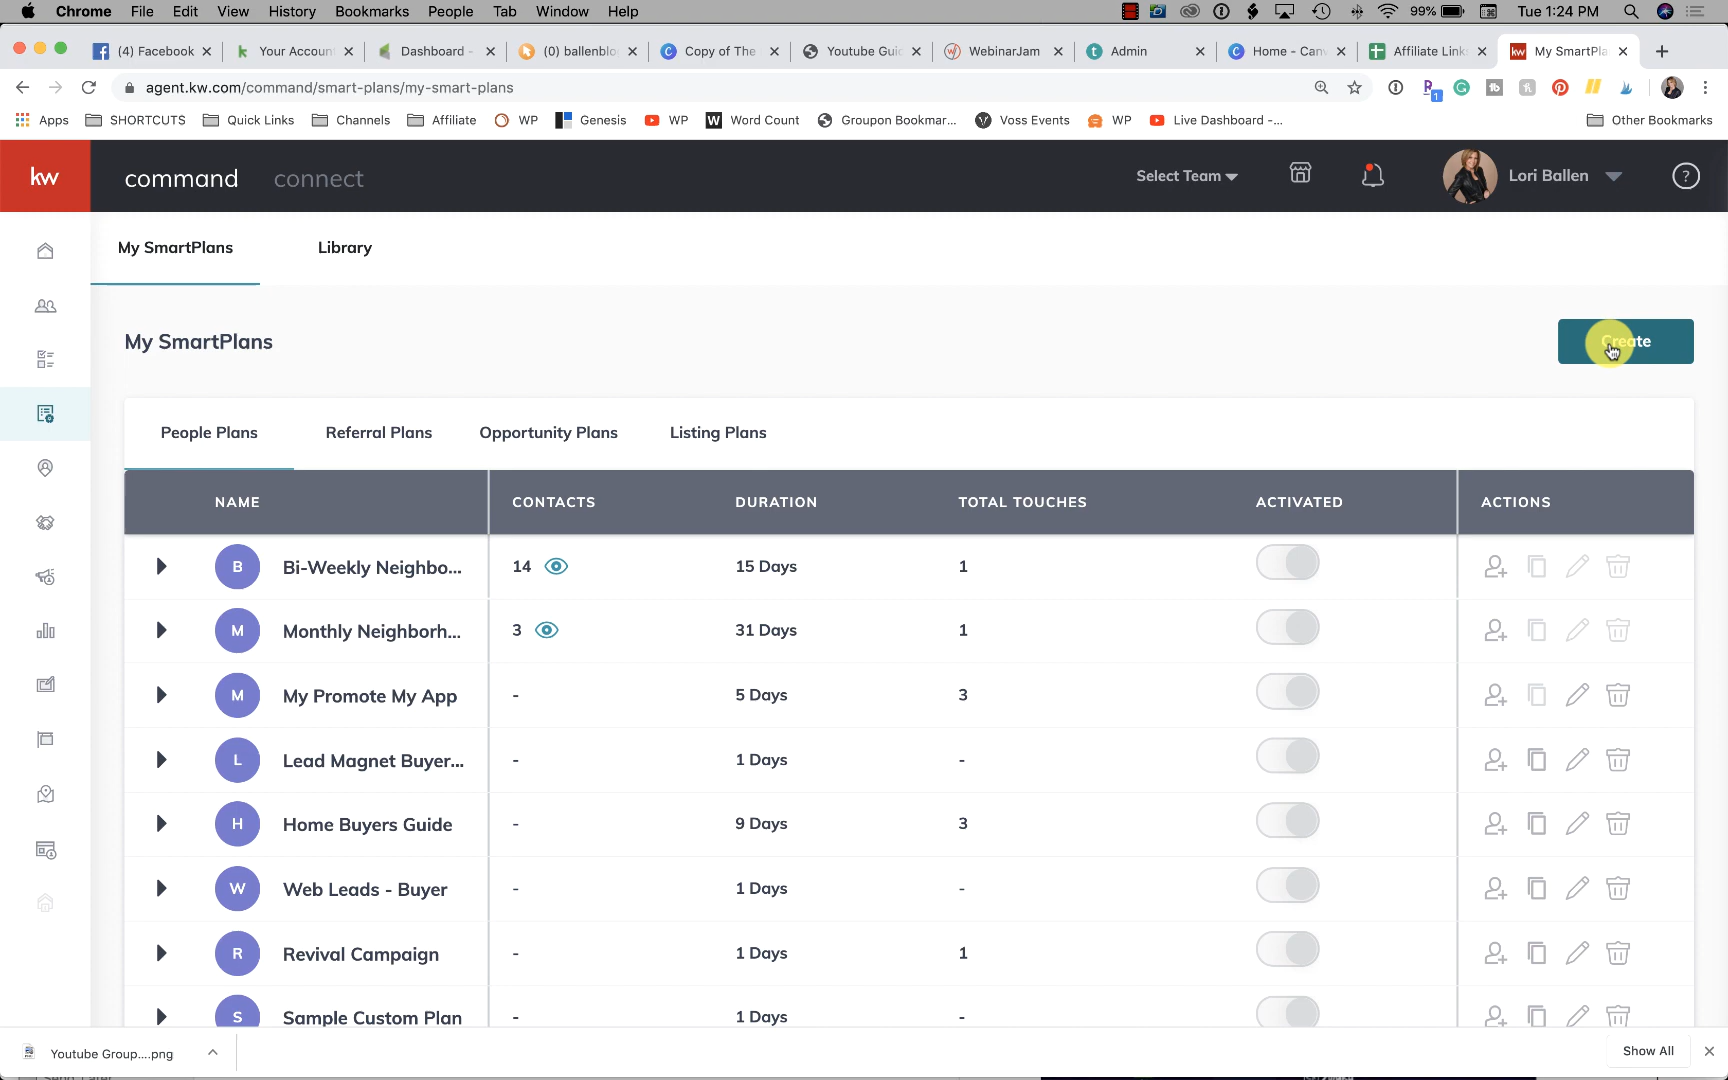 Chrome File Edit View History Bookmarks People Tab Window Help 99% Tue 1:24 PM
(4) Facebook Your Accoun Dashboard - (0) ballenblo Copy of The YouTube Guid WebinarJam Admin Home - Can Affiliate Link My SmartPla
agent.kw.com/command/smart-plans/my-smart-plans
Apps SHORTCUTS Quick Links Channels Affiliate WP Genesis WP Word Count Groupon Bookmar... Voss Events WP Live Dashboard -... Other Bookmarks
kw command connect Select Team Lori Ballen ?
My SmartPlans Library
My SmartPlans Create
People Plans Referral Plans Opportunity Plans Listing Plans
NAME CONTACTS DURATION TOTAL TOUCHES ACTIVATED ACTIONS
B Bi-Weekly Neighbo... 14 15 Days 1
M Monthly Neighborh... 3 31 Days 1
M My Promote My App - 5 Days 3
L Lead Magnet Buyer... - 1 Days -
H Home Buyers Guide - 9 Days 3
W Web Leads - Buyer - 1 Days -
R Revival Campaign - 1 Days 1
S Sample Custom Plan - 1 Days -
Youtube Group....png Show All